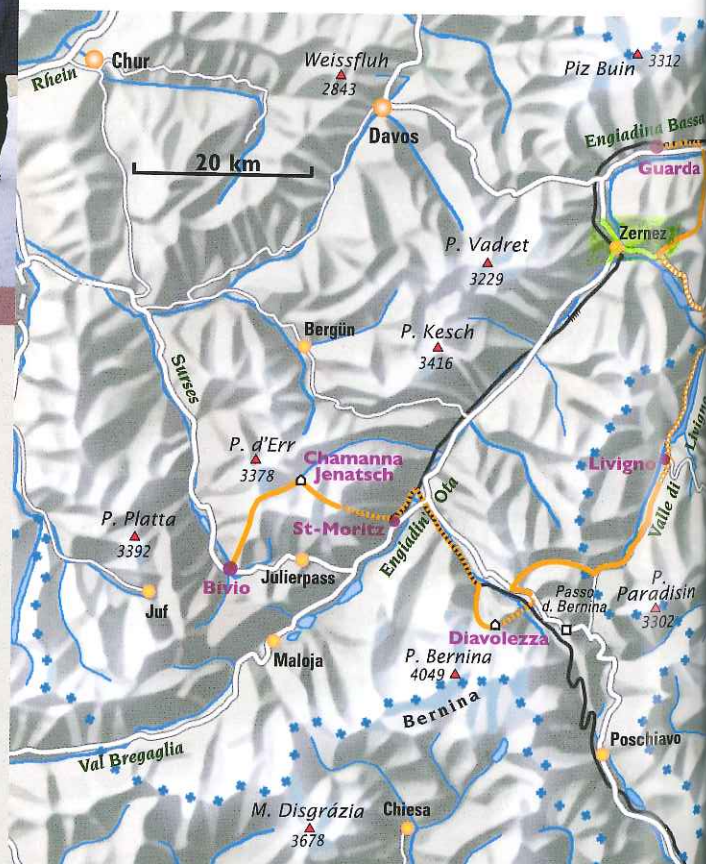 Chur
Rhein
Weissfluh
2843
Piz Buin 3312
Davos
20 km
Engiadina Bassa
Guarda
Zernez
P. Vadret
3229
Bergün
P. Kesch
3416
Surses
P. d'Err
3378
Chamanna
Jenatsch
Livigno
Valle di Livigno
P. Platta
3392
St-Moritz
Engiadin Ota
Bivio
Julierpass
Juf
Passo
d. Bernina
P.
Paradisin
3302
Diavolezza
Maloja
P. Bernina
4049
Bernina
Poschiavo
Val Bregaglia
M. Disgrázia
3678
Chiesa